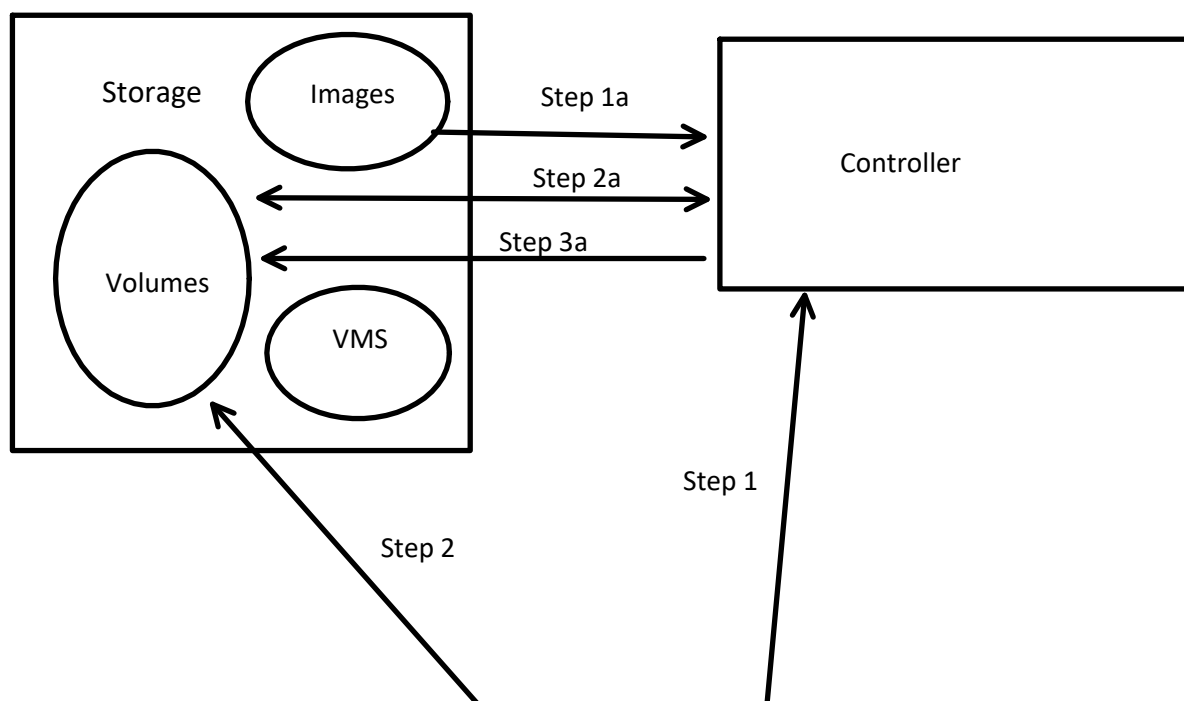 Images
Storage
Step 1a
Controller
Step 2a
Step 3a
Volumes
VMS
Step 1
Step 2